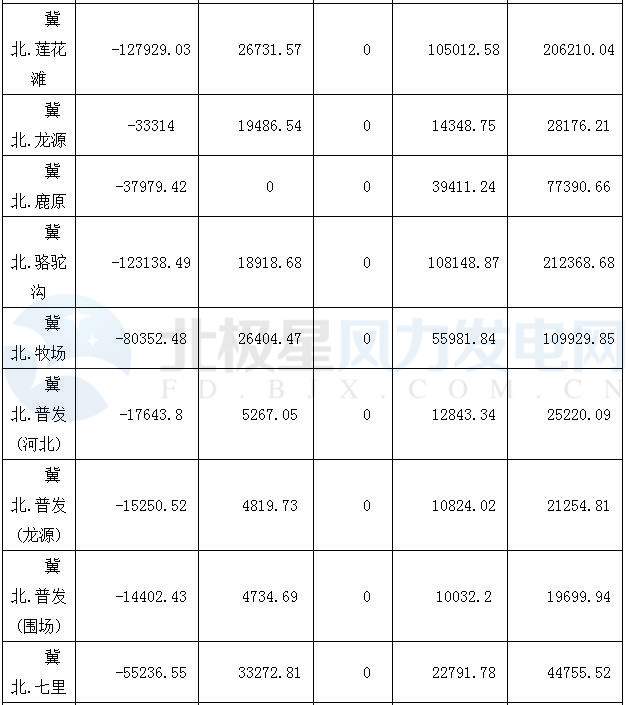 冀
北.莲花 -127929.03 26731.57 0 105012.58 206210.04
滩
冀
北.龙源 -33314 19486.54 0 14348.75 28176.21
冀
北.鹿原 -37979.42 0 0 39411.24 77390.66
冀
北.骆驼 -123138.49 18918.68 0 108148.87 212368.68
沟
冀
北.牧场 -80352.48 26404.47 0 55981.84 109929.85
北极星风力发电网
FD.BJX.COM.CN
冀
北.普发 -17643.8 5267.05 0 12843.34 25220.09
(河北)
冀
北.普发 -15250.52 4819.73 0 10824.02 21254.81
(龙源)
冀
北.普发 -14402.43 4734.69 0 10032.2 19699.94
(围场)
冀
北.七里 -55236.55 33272.81 0 22791.78 44755.52